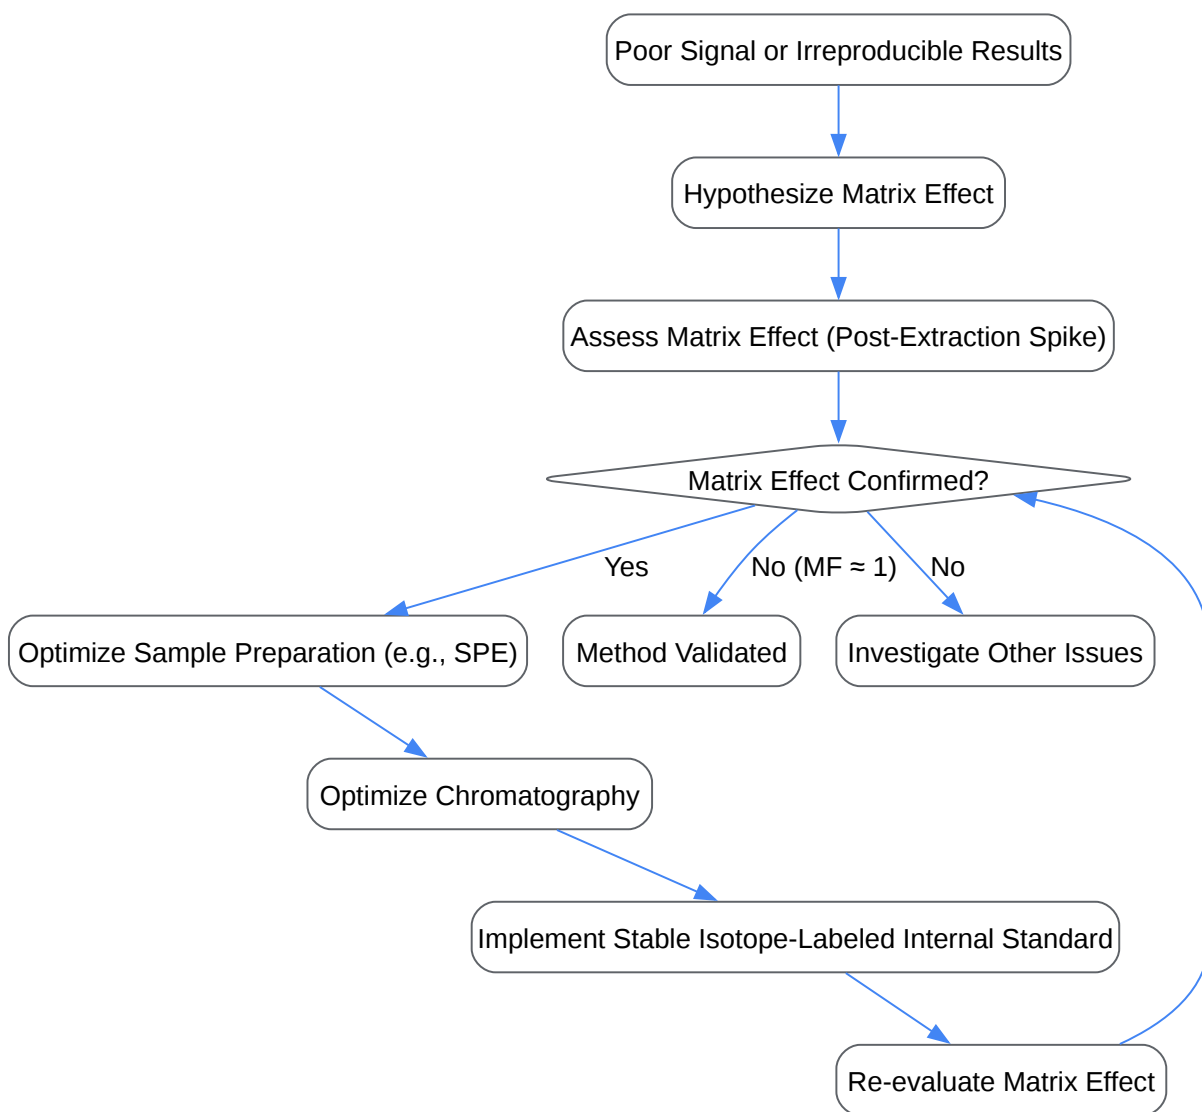 Poor Signal or Irreproducible Results
Hypothesize Matrix Effect
Assess Matrix Effect (Post-Extraction Spike)
Matrix Effect Confirmed?
Yes
No (MF ≈ 1)
No
Optimize Sample Preparation (e.g., SPE)
Method Validated
Investigate Other Issues
Optimize Chromatography
Implement Stable Isotope-Labeled Internal Standard
Re-evaluate Matrix Effect